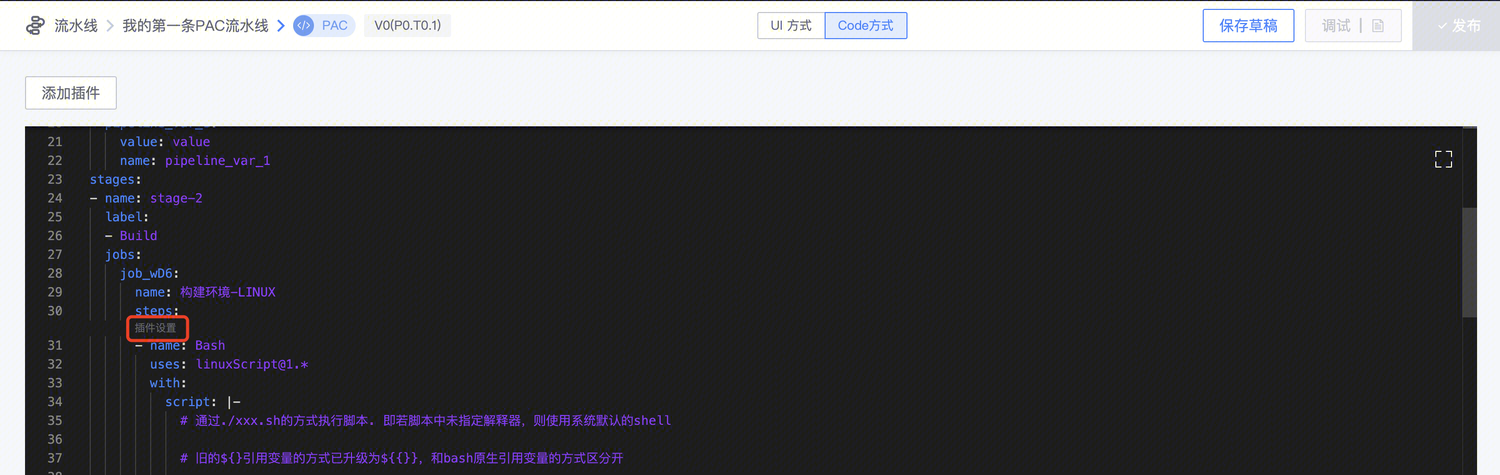 流水线 我的第一条PAC流水线 </> PAC V0(P0.T0.1) UI 方式 Code方式 保存草稿 调试 发布
添加插件
21 value: value
22 name: pipeline_var_1
23 stages:
24 - name: stage-2
25 label:
26 - Build
27 jobs:
28 job_wD6:
29 name: 构建环境-LINUX
30 steps:
插件设置
31 - name: Bash
32 uses: linuxScript@1.*
33 with:
34 script: |-
35 # 通过./xxx.sh的方式执行脚本. 即若脚本中未指定解释器，则使用系统默认的shell
36
37 # 旧的${}引用变量的方式已升级为${{}}，和bash原生引用变量的方式区分开